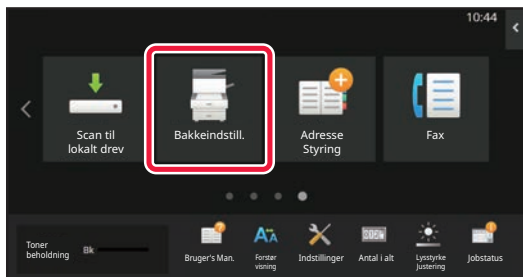 10:44
Scan til
lokalt drev
Bakkeindstill.
Adresse
Styring
Fax
Toner
beholdning
Bk
Bruger's Man.
Forstør
visning
Indstillinger
Antal i alt
Lysstyrke
Justering
Jobstatus